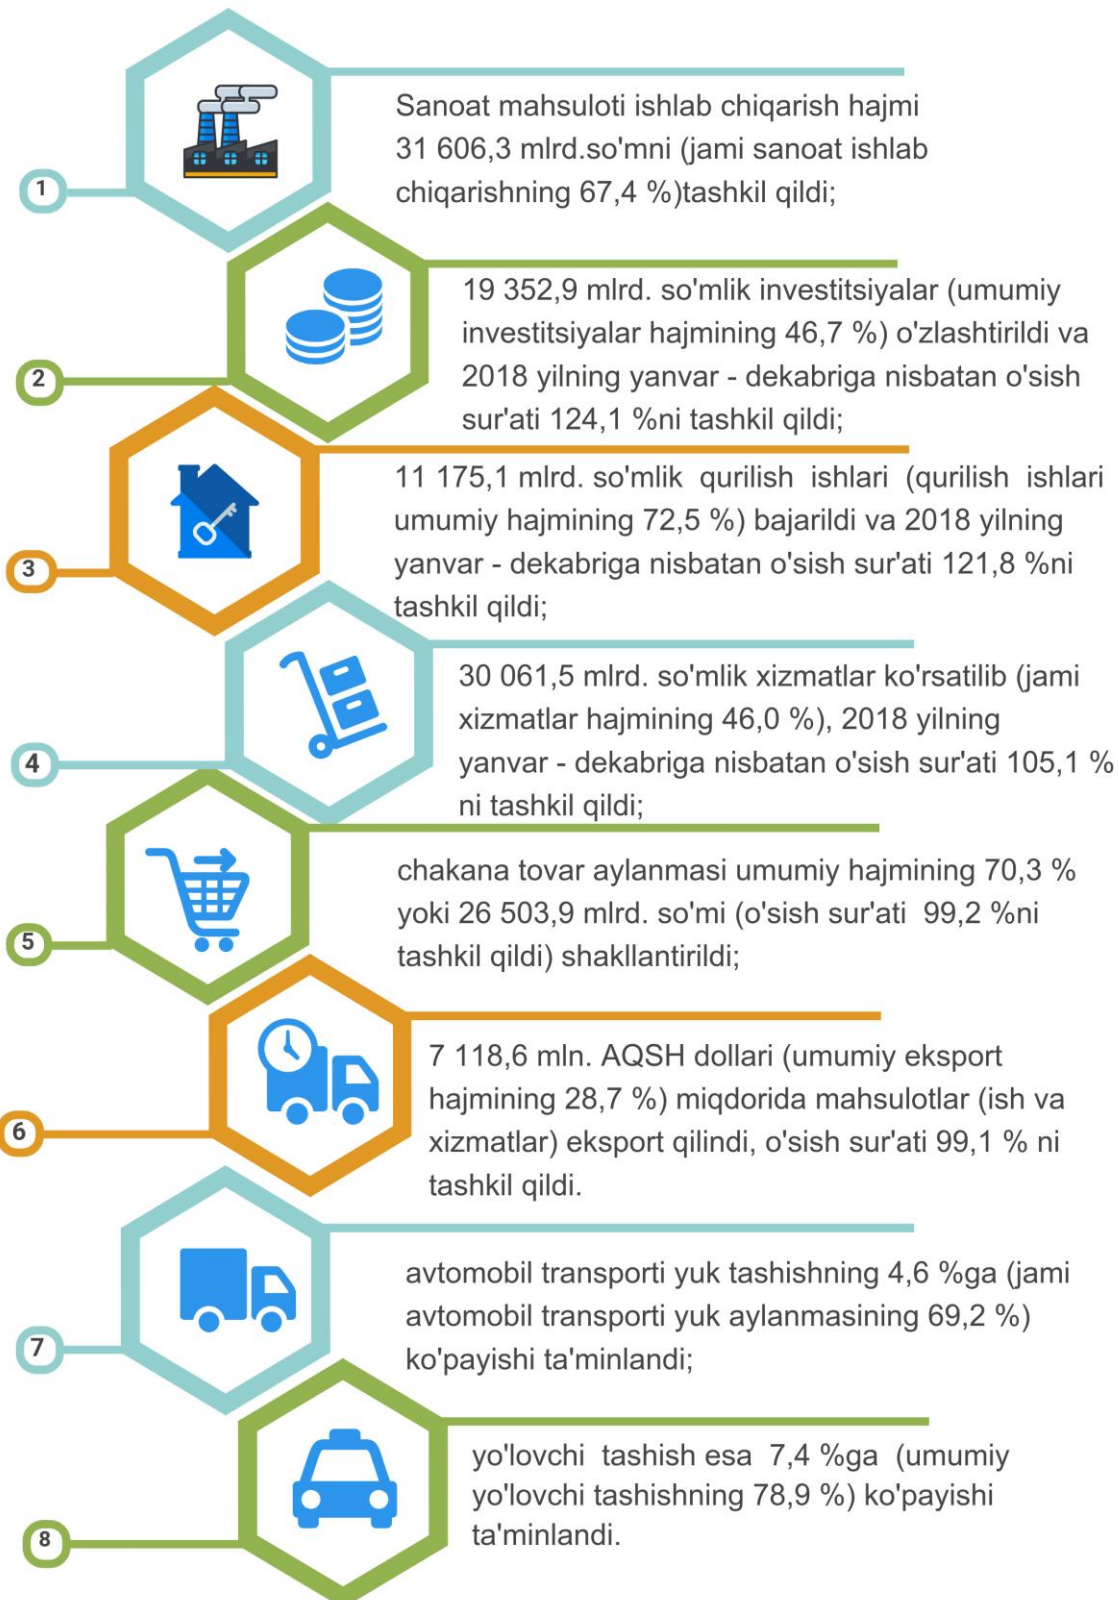 1
Sanoat mahsuloti ishlab chiqarish hajmi
31 606,3 mlrd.so'mni (jami sanoat ishlab
chiqarishning 67,4 %)tashkil qildi;
2
19 352,9 mlrd. so'mlik investitsiyalar (umumiy
investitsiyalar hajmining 46,7 %) o'zlashtirildi va
2018 yilning yanvar - dekabriga nisbatan o'sish
sur'ati 124,1 %ni tashkil qildi;
3
11 175,1 mlrd. so'mlik qurilish ishlari (qurilish ishlari
umumiy hajmining 72,5 %) bajarildi va 2018 yilning
yanvar - dekabriga nisbatan o'sish sur'ati 121,8 %ni
tashkil qildi;
4
30 061,5 mlrd. so'mlik xizmatlar ko'rsatilib (jami
xizmatlar hajmining 46,0 %), 2018 yilning
yanvar - dekabriga nisbatan o'sish sur'ati 105,1 %
ni tashkil qildi;
5
chakana tovar aylanmasi umumiy hajmining 70,3 %
yoki 26 503,9 mlrd. so'mi (o'sish sur'ati 99,2 %ni
tashkil qildi) shakllantirildi;
6
7 118,6 mln. AQSH dollari (umumiy eksport
hajmining 28,7 %) miqdorida mahsulotlar (ish va
xizmatlar) eksport qilindi, o'sish sur'ati 99,1 % ni
tashkil qildi.
7
avtomobil transporti yuk tashishning 4,6 %ga (jami
avtomobil transporti yuk aylanmasining 69,2 %)
ko'payishi ta'minlandi;
8
yo'lovchi tashish esa 7,4 %ga (umumiy
yo'lovchi tashishning 78,9 %) ko'payishi
ta'minlandi.